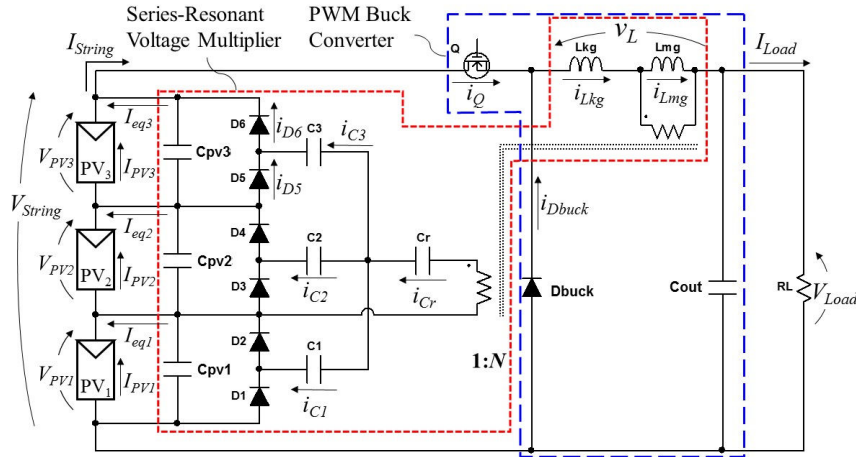 Series-Resonant
Voltage Multiplier
PWM Buck
Converter
I_String
Q
i_Q
v_L
Lkg
Lmg
i_Lkg
i_Lmg
I_Load
I_eq3
D6
i_D6
C3
i_C3
V_PV3
PV_3
I_PV3
Cpv3
D5
i_D5
V_String
I_eq2
D4
i_Dbuck
V_PV2
PV_2
I_PV2
Cpv2
C2
Cr
D3
i_C2
i_Cr
Dbuck
Cout
RL
V_Load
I_eq1
D2
C1
1:N
V_PV1
PV_1
I_PV1
Cpv1
D1
i_C1